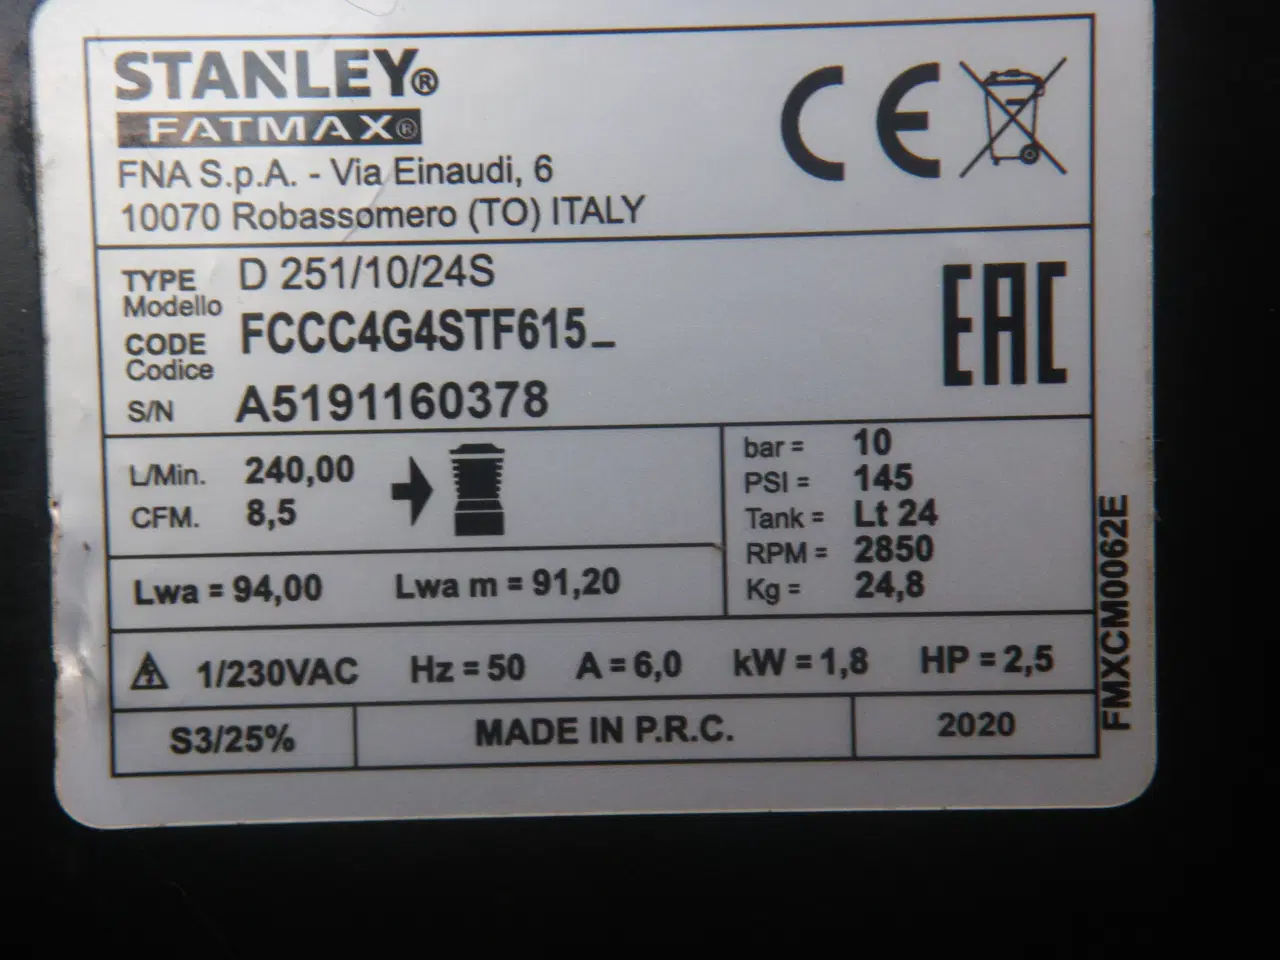 STANLEY®
FATMAX®
FNA S.p.A. - Via Einaudi, 6
10070 Robassomero (TO) ITALY
CE
TYPE D 251/10/24S
Modello
CODE FCCC4G4STF615_
Codice
S/N A5191160378
EAC
L/Min. 240,00
CFM. 8,5
bar = 10
PSI = 145
Tank = Lt 24
RPM = 2850
Kg = 24,8
Lwa = 94,00 Lwa m = 91,20
1/230VAC Hz = 50 A = 6,0 kW = 1,8 HP = 2,5
S3/25% MADE IN P.R.C. 2020
FMXCM0062E